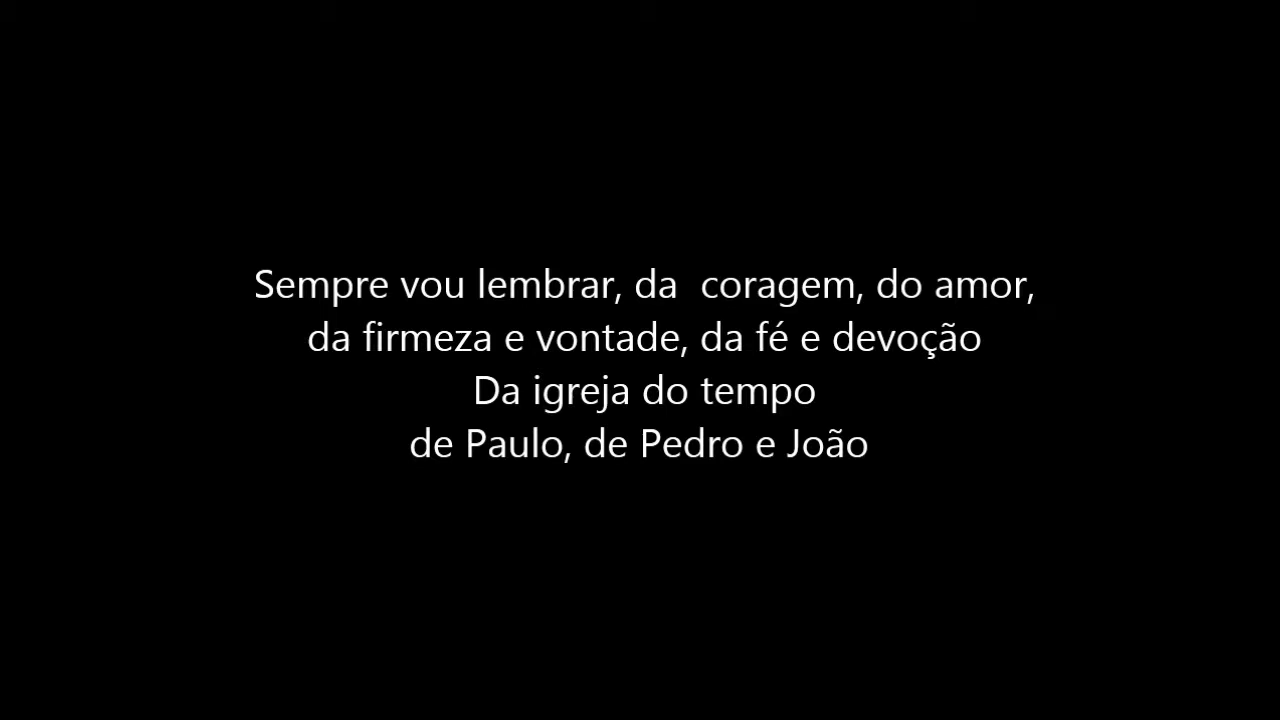 Sempre vou lembrar, da  coragem, do amor,
da firmeza e vontade, da fé e devoção
Da igreja do tempo
de Paulo, de Pedro e João